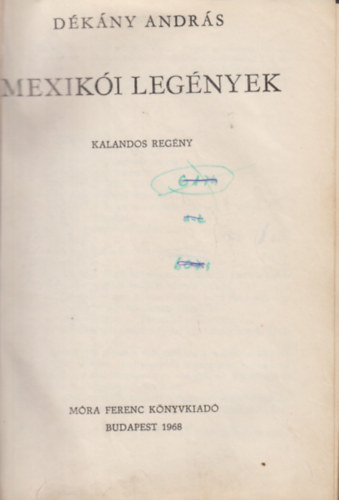 DÉKÁNY ANDRÁS
MEXIKÓI LEGÉNYEK
KALANDOS REGÉNY
MÓRA FERENC KÖNYVKIADÓ
BUDAPEST 1968